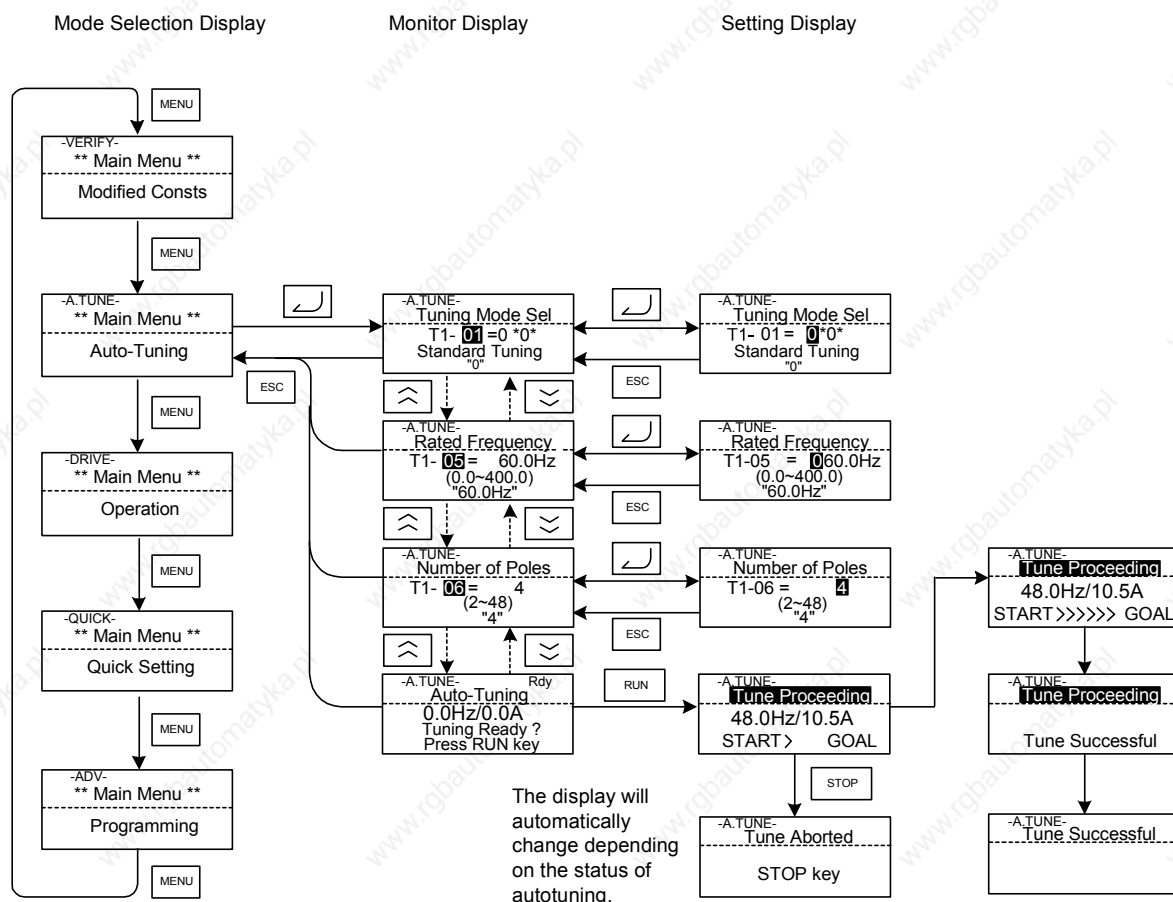 Mode Selection Display
Monitor Display
Setting Display
MENU
-VERIFY-
** Main Menu **
Modified Consts
MENU
-A.TUNE-
** Main Menu **
Auto-Tuning
MENU
-DRIVE-
** Main Menu **
Operation
MENU
-QUICK-
** Main Menu **
Quick Setting
MENU
-ADV-
** Main Menu **
Programming
MENU
ESC
-A.TUNE-
Tuning Mode Sel
T1- 01 =0 *0*
Standard Tuning
"0"
ESC
-A.TUNE-
Tuning Mode Sel
T1- 01 = 0*0*
Standard Tuning
"0"
-A.TUNE-
Rated Frequency
T1- 05 = 60.0Hz
(0.0~400.0)
"60.0Hz"
ESC
-A.TUNE-
Rated Frequency
T1-05 = 060.0Hz
(0.0~400.0)
"60.0Hz"
-A.TUNE-
Number of Poles
T1- 06 = 4
(2~48)
"4"
ESC
-A.TUNE-
Number of Poles
T1-06 = 4
(2~48)
"4"
-A.TUNE- Rdy
Auto-Tuning
0.0Hz/0.0A
Tuning Ready ?
Press RUN key
RUN
-A.TUNE-
Tune Proceeding
48.0Hz/10.5A
START> GOAL
STOP
-A.TUNE-
Tune Aborted
STOP key
-A.TUNE-
Tune Proceeding
48.0Hz/10.5A
START>>>>>> GOAL
-A.TUNE-
Tune Proceeding
Tune Successful
-A.TUNE-
Tune Successful
The display will
automatically
change depending
on the status of
autotuning.
www.rgbautomatyka.pl